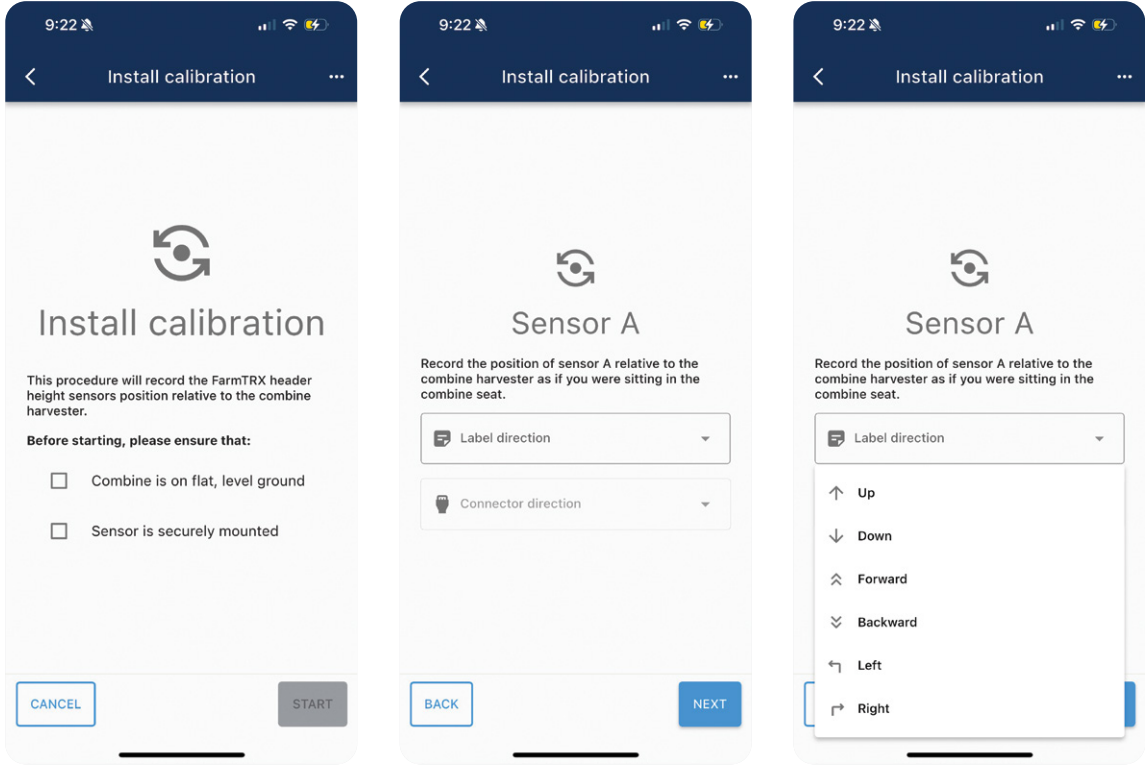 9:22
Install calibration
Install calibration
This procedure will record the FarmTRX header
height sensors position relative to the combine
harvester.
Before starting, please ensure that:
Combine is on flat, level ground
Sensor is securely mounted
CANCEL
START
9:22
Install calibration
Sensor A
Record the position of sensor A relative to the
combine harvester as if you were sitting in the
combine seat.
Label direction
Connector direction
BACK
NEXT
9:22
Install calibration
Sensor A
Record the position of sensor A relative to the
combine harvester as if you were sitting in the
combine seat.
Label direction
Up
Down
Forward
Backward
Left
Right